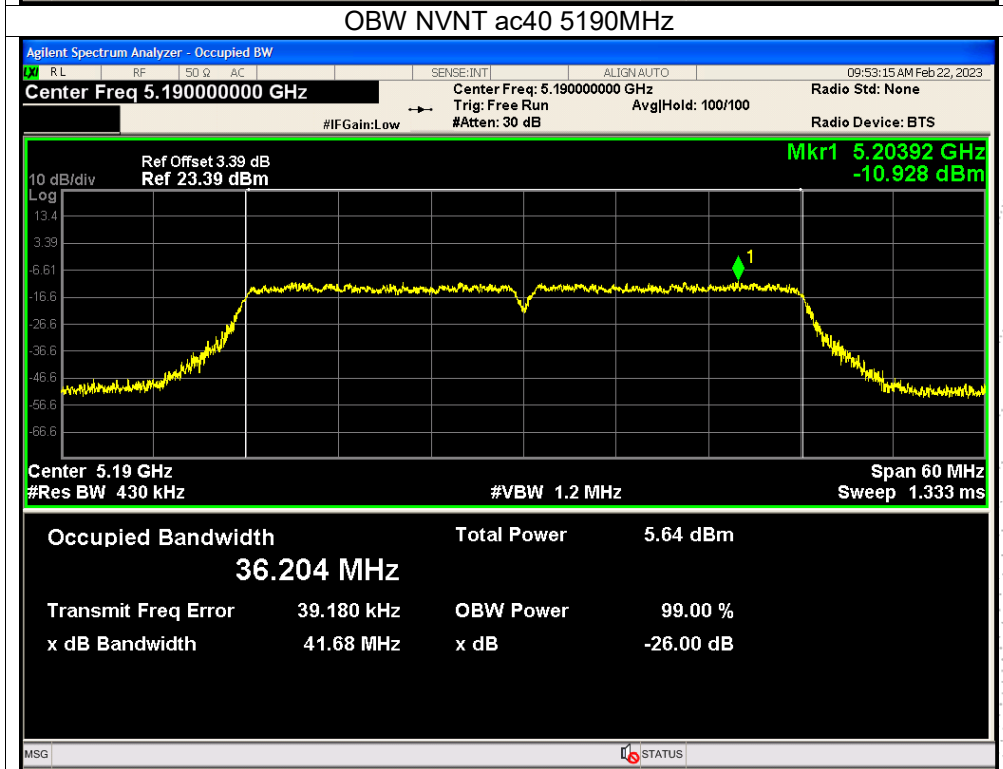 OBW NVNT ac40 5190MHz
Agilent Spectrum Analyzer - Occupied BW
LXI RL RF 50 Ω AC SENSE:INT ALIGNAUTO 09:53:15 AM Feb 22, 2023
Center Freq 5.190000000 GHz Center Freq: 5.190000000 GHz Radio Std: None
Trig: Free Run Avg|Hold: 100/100
#IFGain:Low #Atten: 30 dB Radio Device: BTS
Ref Offset 3.39 dB Mkr1 5.20392 GHz
10 dB/div Ref 23.39 dBm -10.928 dBm
Log
13.4
3.39
-6.61
1
-16.6
-26.6
-36.6
-46.6
-56.6
-66.6
Center 5.19 GHz Span 60 MHz
#Res BW 430 kHz #VBW 1.2 MHz Sweep 1.333 ms
Occupied Bandwidth Total Power 5.64 dBm
36.204 MHz
Transmit Freq Error 39.180 kHz OBW Power 99.00 %
x dB Bandwidth 41.68 MHz x dB -26.00 dB
MSG STATUS